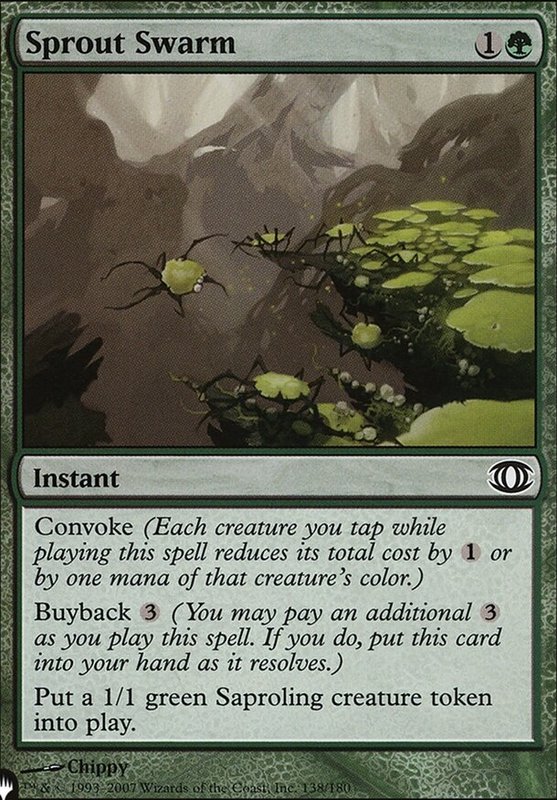 Sprout Swarm 1
Instant
Convoke (Each creature you tap while
playing this spell reduces its total cost by 1 or
by one mana of that creature's color.)
Buyback 3 (You may pay an additional 3
as you play this spell. If you do, put this card
into your hand as it resolves.)
Put a 1/1 green Saproling creature token
into play.
Chippy
™ & © 1993-2007 Wizards of the Coast, Inc. 138/180